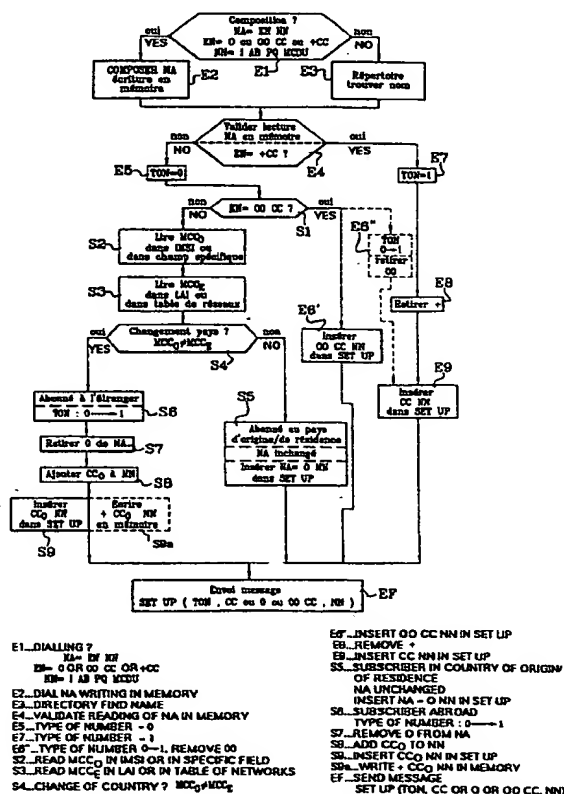 Composition ?
NA= EN NN
EN= 0 ou 00 CC ou +CC
NN= 1 AB PQ MCDU
oui
YES
non
NO
E1
COMPOSER NA
écriture en
mémoire
E2
E3
Répertoire
trouver nom
Valider lecture
NA en mémoire
EN= +CC ?
non
NO
oui
YES
E4
E5
TON=0
E7
TON=1
EN= 00 CC ?
non
NO
oui
YES
S1
S2
Lire MCCO
dans IMSI ou
dans champ spécifique
E6"
TON
0→1
retirer
00
S3
Lire MCCE
dans LAI ou
dans table de réseaux
E8
Retirer +
E6'
Insérer
00 CC NN
dans SET UP
oui
YES
Changement pays ?
MCCO≠MCCE
non
NO
S4
E9
Insérer
CC NN
dans SET UP
Abonné à l'étranger
TON : 0→1
S6
S5
Abonné au pays
d'origine/de résidence
NA inchangé
Insérer NA= 0 NN
dans SET UP
Retirer 0 de NA
S7
Ajouter CCO à NN
S8
Insérer
CCO NN
dans SET UP
S9
Ecrire
+ CCO NN
en mémoire
S9a
Envoi message
SET UP ( TON , CC ou 0 ou 00 CC , NN )
EF
E1...DIALLING ?
NA= EN NN
EN= 0 OR 00 CC OR +CC
NN= 1 AB PQ MCDU
E2...DIAL NA WRITING IN MEMORY
E3...DIRECTORY FIND NAME
E4...VALIDATE READING OF NA IN MEMORY
E5...TYPE OF NUMBER = 0
E7...TYPE OF NUMBER = 1
E6"...TYPE OF NUMBER 0→1, REMOVE 00
S2...READ MCCO IN IMSI OR IN SPECIFIC FIELD
S3...READ MCCE IN LAI OR IN TABLE OF NETWORKS
S4...CHANGE OF COUNTRY ? MCCO≠MCCE
E6'...INSERT 00 CC NN IN SET UP
E8...REMOVE +
E9...INSERT CC NN IN SET UP
S5...SUBSCRIBER IN COUNTRY OF ORIGIN/
OF RESIDENCE
NA UNCHANGED
INSERT NA = 0 NN IN SET UP
S6...SUBSCRIBER ABROAD
TYPE OF NUMBER : 0→1
S7...REMOVE 0 FROM NA
S8...ADD CCO TO NN
S9...INSERT CCO NN IN SET UP
S9a...WRITE + CCO NN IN MEMORY
EF...SEND MESSAGE
SET UP (TON, CC OR 0 OR 00 CC, NN)